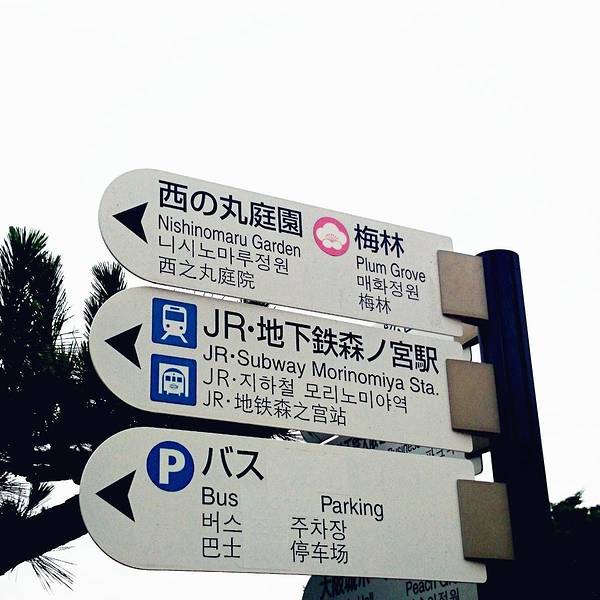 西の丸庭園 梅林
Nishinomaru Garden Plum Grove
니시노마루정원 매화정원
西之丸庭院 梅林
JR・地下鉄森ノ宮駅
JR・Subway Morinomiya Sta.
JR・지하철 모리노미야역
JR・地铁森之宫站
P バス
Bus Parking
버스 주차장
巴士 停车场